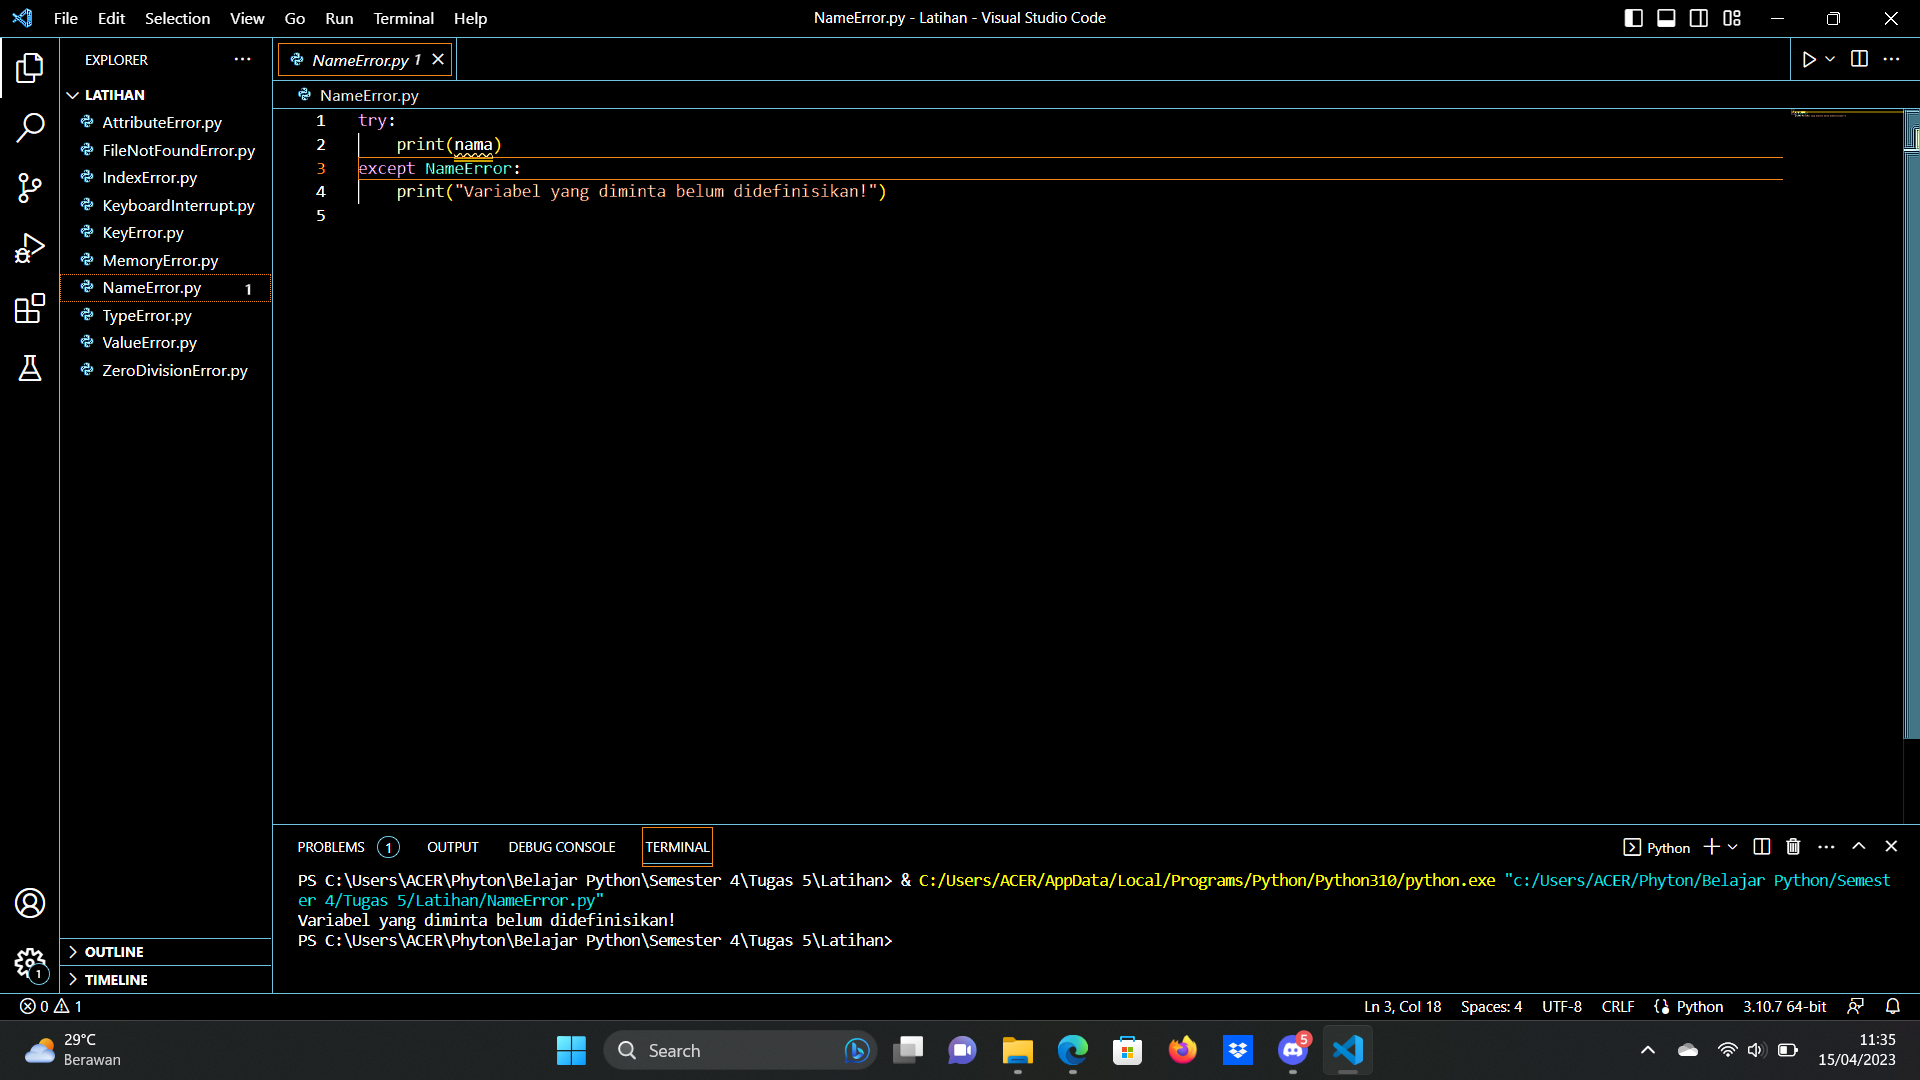 File Edit Selection View Go Run Terminal Help
NameError.py - Latihan - Visual Studio Code
EXPLORER
LATIHAN
AttributeError.py
FileNotFoundError.py
IndexError.py
KeyboardInterrupt.py
KeyError.py
MemoryError.py
NameError.py 1
TypeError.py
ValueError.py
ZeroDivisionError.py
OUTLINE
TIMELINE
NameError.py 1
NameError.py
1 try:
2     print(nama)
3 except NameError:
4     print("Variabel yang diminta belum didefinisikan!")
5
PROBLEMS 1 OUTPUT DEBUG CONSOLE TERMINAL
Python
PS C:\Users\ACER\Phyton\Belajar Python\Semester 4\Tugas 5\Latihan> & C:/Users/ACER/AppData/Local/Programs/Python/Python310/python.exe "c:/Users/ACER/Phyton/Belajar Python/Semest
er 4/Tugas 5/Latihan/NameError.py"
Variabel yang diminta belum didefinisikan!
PS C:\Users\ACER\Phyton\Belajar Python\Semester 4\Tugas 5\Latihan>
1
0 1
Ln 3, Col 18 Spaces: 4 UTF-8 CRLF Python 3.10.7 64-bit
29°C
Berawan
Search
5
11:35
15/04/2023